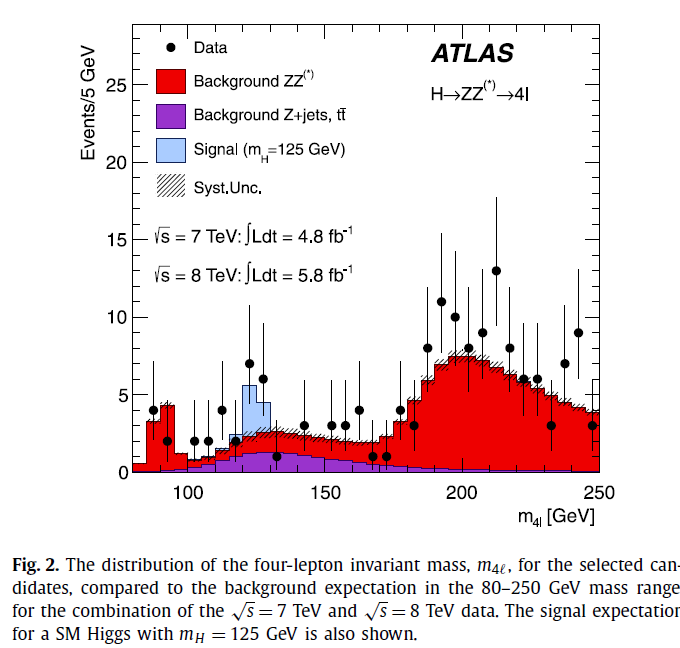 Events/5 GeV
25
20
15
10
5
0
Data
Background ZZ(*)
Background Z+jets, tt̄
Signal (mH=125 GeV)
Syst.Unc.
√s = 7 TeV: ∫Ldt = 4.8 fb-1
√s = 8 TeV: ∫Ldt = 5.8 fb-1
ATLAS
H→ZZ(*)→4l
100
150
200
250
m4l [GeV]
Fig. 2. The distribution of the four-lepton invariant mass, m4ℓ, for the selected can-
didates, compared to the background expectation in the 80–250 GeV mass range
for the combination of the √s = 7 TeV and √s = 8 TeV data. The signal expectation
for a SM Higgs with mH = 125 GeV is also shown.